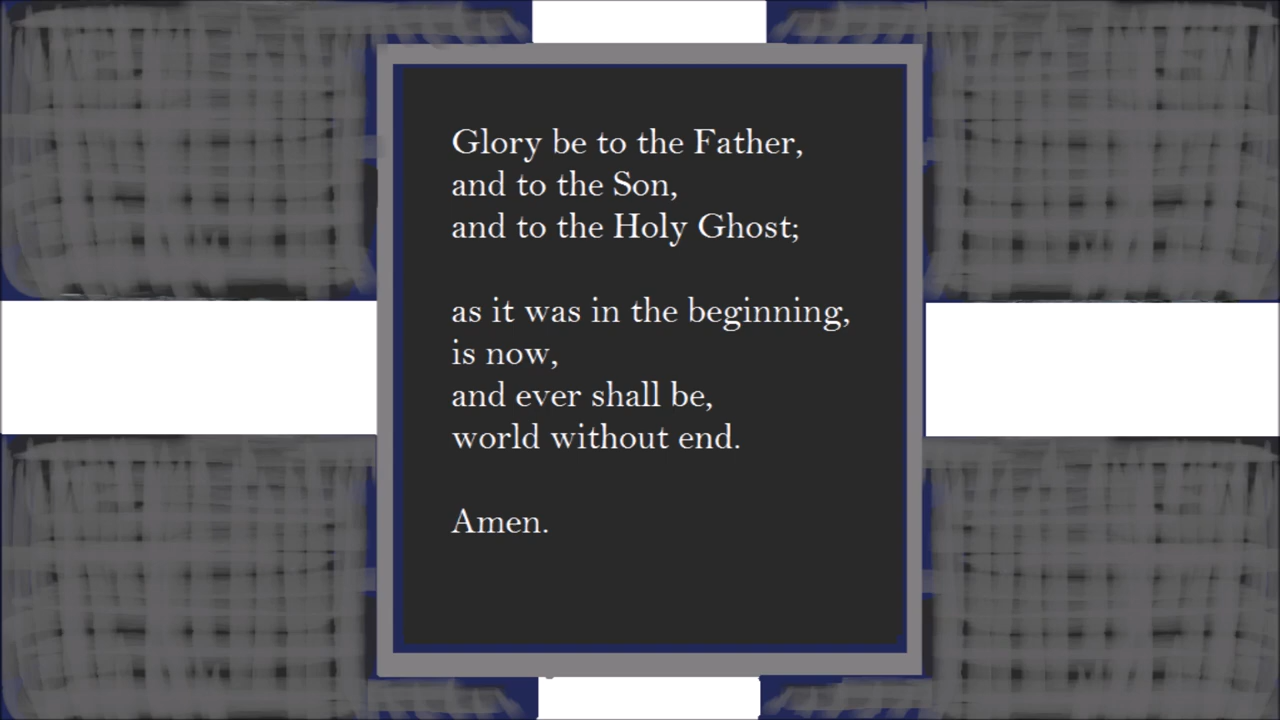 Glory be to the Father,
and to the Son,
and to the Holy Ghost;
as it was in the beginning,
is now,
and ever shall be,
world without end.
Amen.